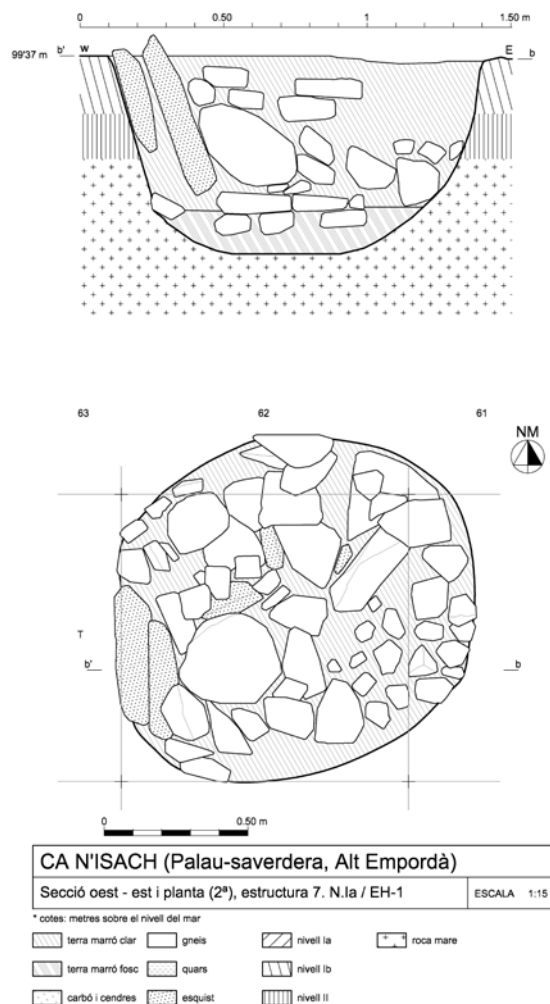 0 0.50 1 1.50 m
99'37 m b' W E b
63 62 61
NM
T
b' b
0 0.50 m
CA N'ISACH (Palau-saverdera, Alt Empordà)
Secció oest - est i planta (2ª), estructura 7. N.Ia / EH-1 ESCALA 1:15
* cotes: metres sobre el nivell del mar
terra marró clar gneis nivell Ia roca mare
terra marró fosc quars nivell Ib
carbó i cendres esquist nivell II